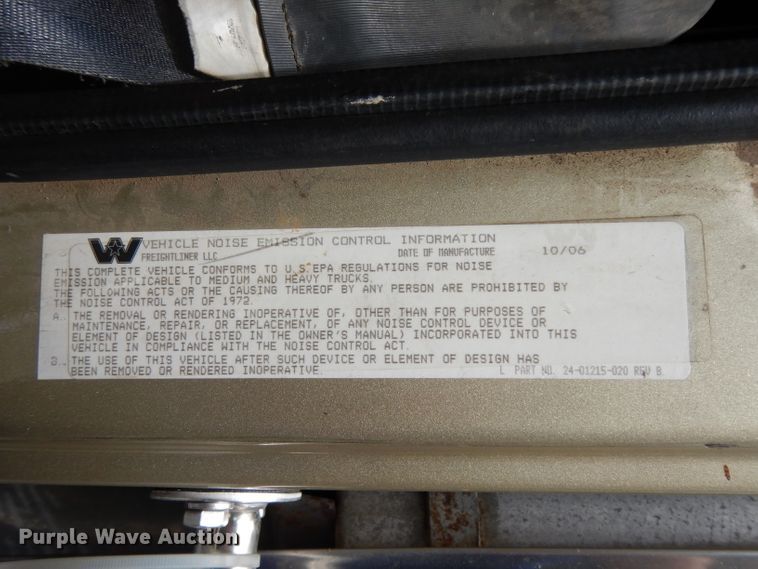 W VEHICLE NOISE EMISSION CONTROL INFORMATION
FREIGHTLINER LLC DATE OF MANUFACTURE 10/06
THIS COMPLETE VEHICLE CONFORMS TO U.S.EPA REGULATIONS FOR NOISE
EMISSION APPLICABLE TO MEDIUM AND HEAVY TRUCKS.
THE FOLLOWING ACTS OR THE CAUSING THEREOF BY ANY PERSON ARE PROHIBITED BY
THE NOISE CONTROL ACT OF 1972.
A.. THE REMOVAL OR RENDERING INOPERATIVE OF, OTHER THAN FOR PURPOSES OF
MAINTENANCE, REPAIR, OR REPLACEMENT, OF ANY NOISE CONTROL DEVICE OR
ELEMENT OF DESIGN (LISTED IN THE OWNER'S MANUAL) INCORPORATED INTO THIS
VEHICLE IN COMPLIANCE WITH THE NOISE CONTROL ACT.
B.. THE USE OF THIS VEHICLE AFTER SUCH DEVICE OR ELEMENT OF DESIGN HAS
BEEN REMOVED OR RENDERED INOPERATIVE. L PART NO. 24-01215-020 REV B
Purple Wave Auction